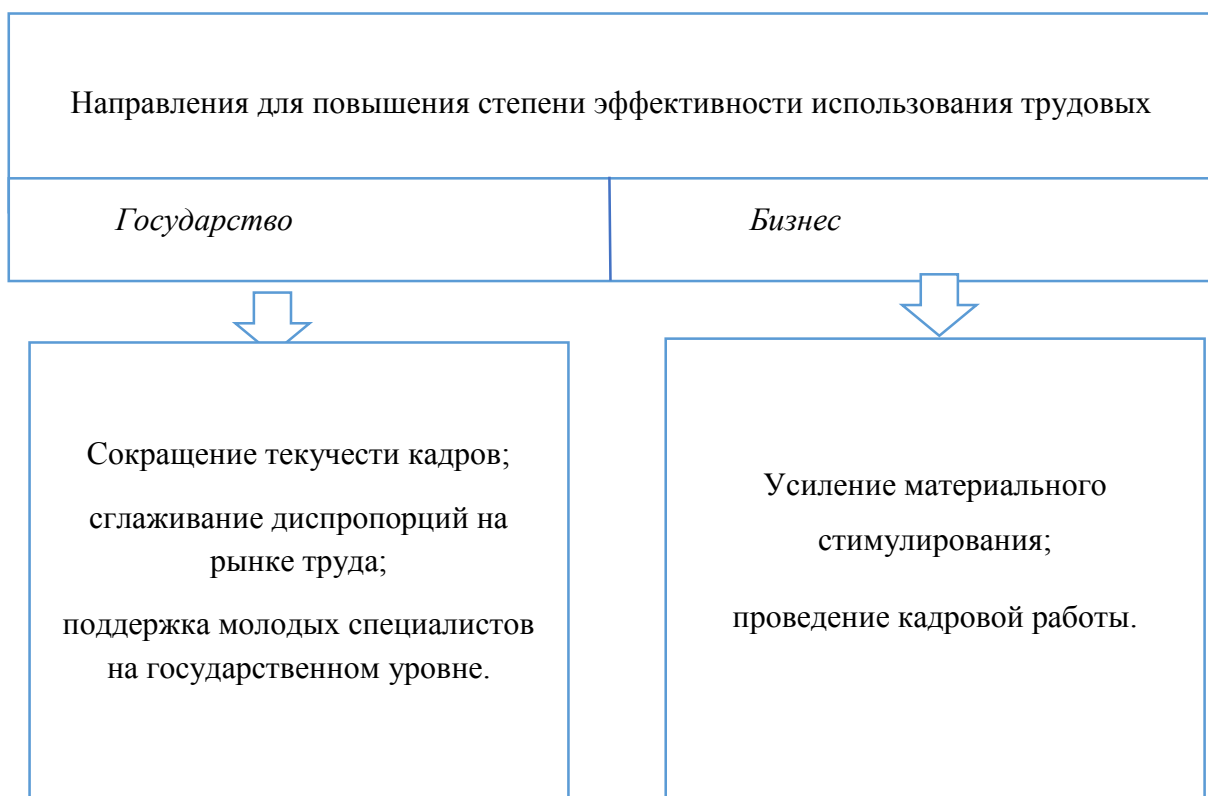 Направления для повышения степени эффективности использования трудовых
Государство
Бизнес
Сокращение текучести кадров;
сглаживание диспропорций на
рынке труда;
поддержка молодых специалистов
на государственном уровне.
Усиление материального
стимулирования;
проведение кадровой работы.